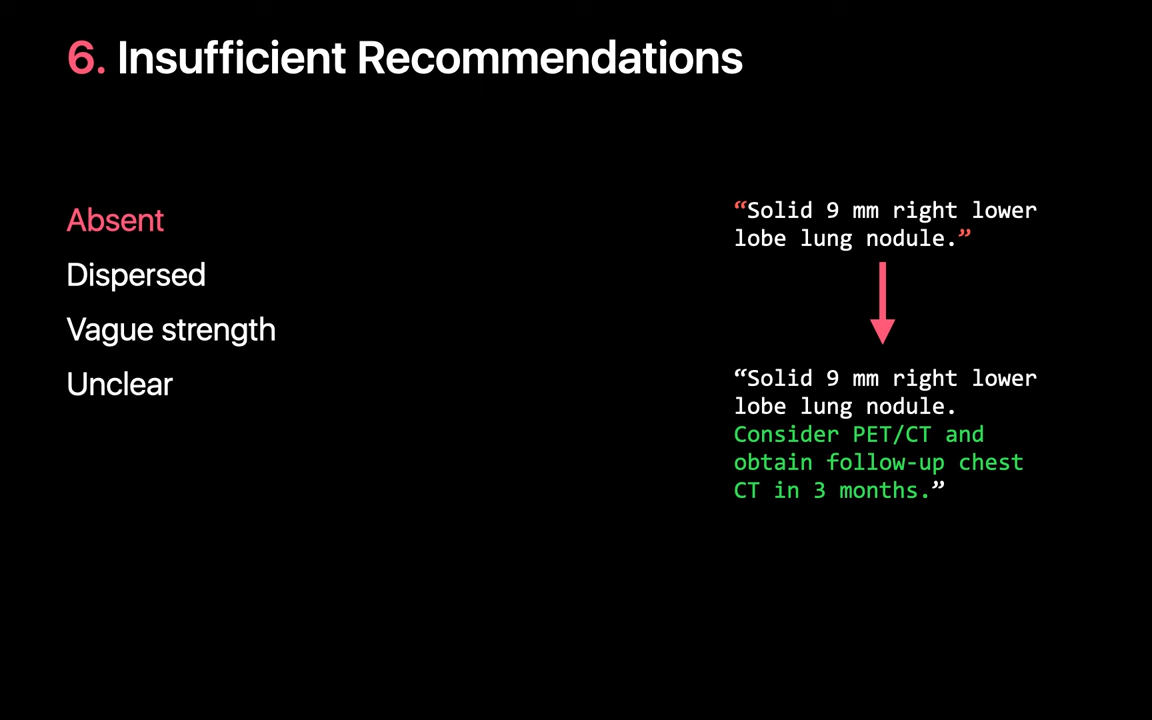 6. Insufficient Recommendations
Absent
Dispersed
Vague strength
Unclear
“Solid 9 mm right lower
lobe lung nodule.”
“Solid 9 mm right lower
lobe lung nodule.
Consider PET/CT and
obtain follow-up chest
CT in 3 months.”